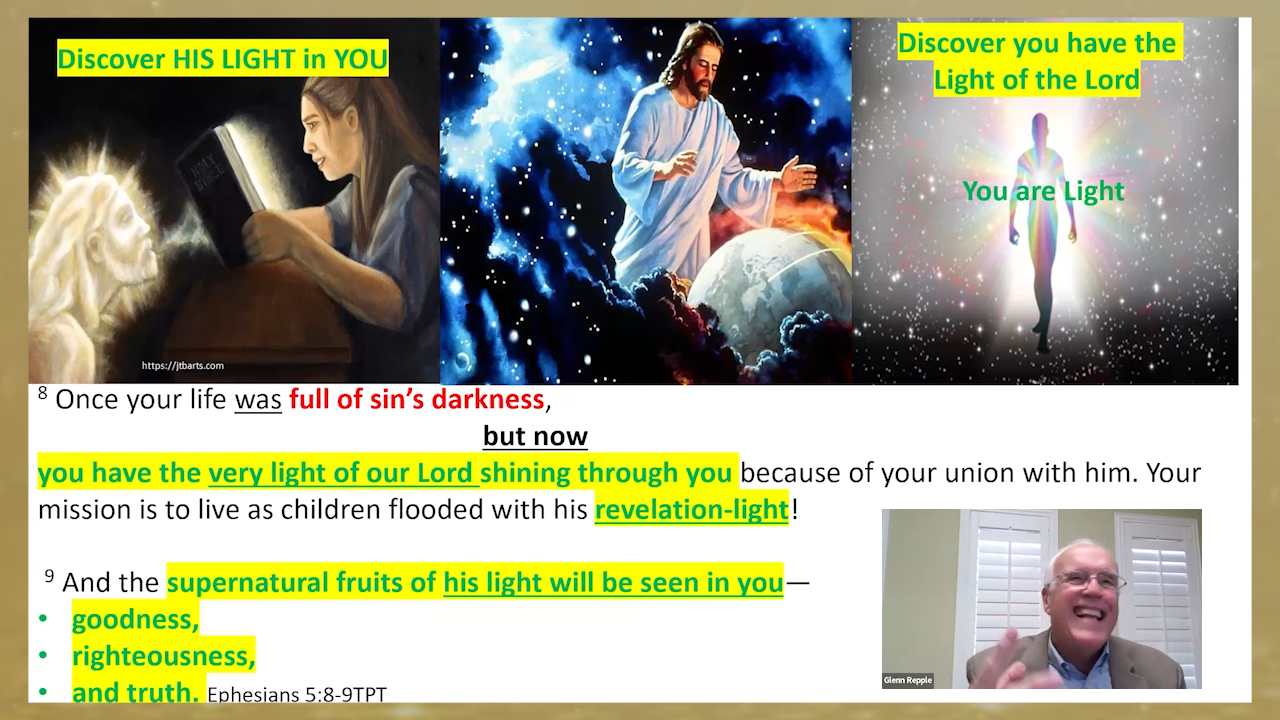 Discover HIS LIGHT in YOU
HOLY
BIBLE
https://jtbarts.com
Discover you have the
Light of the Lord
You are Light
8 Once your life was full of sin’s darkness,
but now
you have the very light of our Lord shining through you because of your union with him. Your
mission is to live as children flooded with his revelation-light!
9 And the supernatural fruits of his light will be seen in you—
• goodness,
• righteousness,
• and truth. Ephesians 5:8-9TPT
Glenn Repple